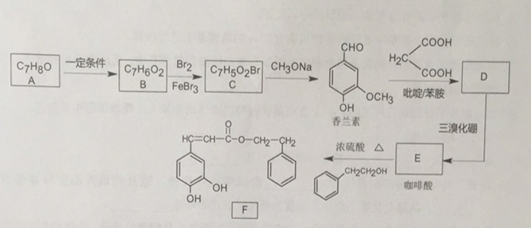 C7H8O
A
一定条件
C7H6O2
B
Br2
FeBr3
C7H5O2Br
C
CH3ONa
CHO
OCH3
OH
香兰素
H2C
COOH
COOH
吡啶/苯胺
D
三溴化硼
E
咖啡酸
浓硫酸 △
CH2CH2OH
HC=CH-C-O-CH2-CH2
O
OH
OH
F